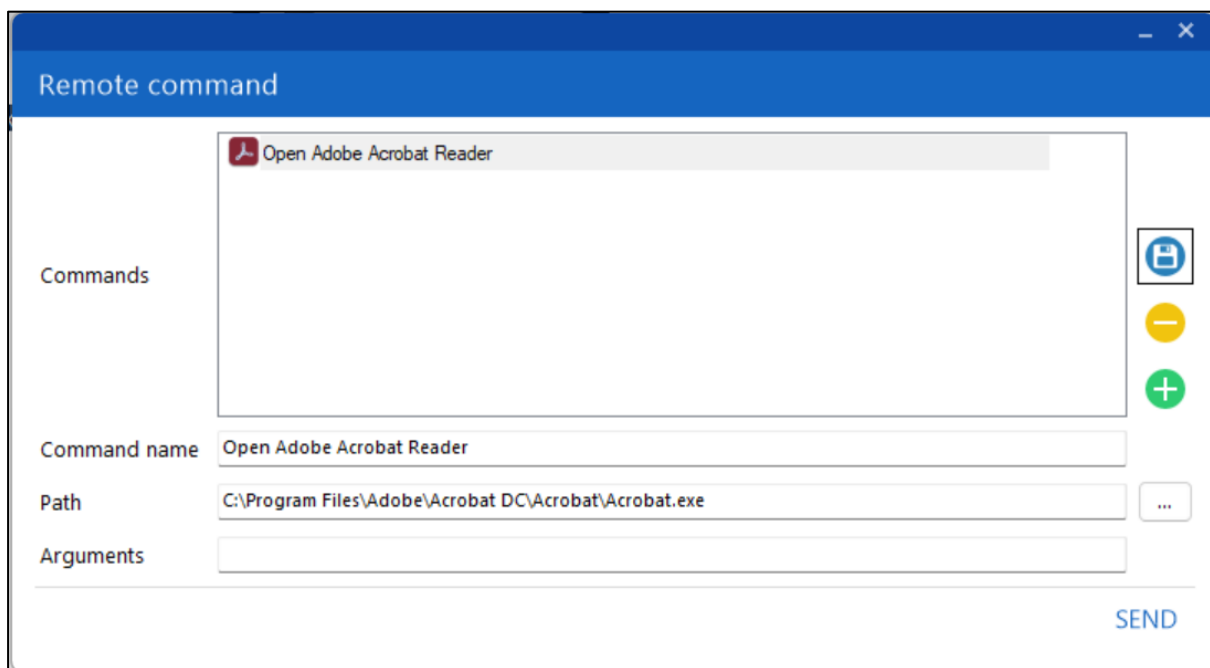 Remote command
Open Adobe Acrobat Reader
Commands
Command name Open Adobe Acrobat Reader
Path C:\Program Files\Adobe\Acrobat DC\Acrobat\Acrobat.exe ...
Arguments
SEND